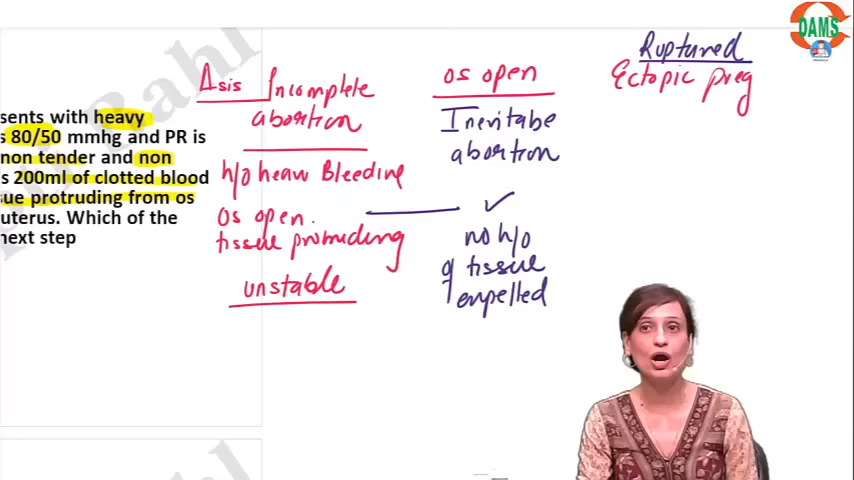 DAMS
sents with heavy
s 80/50 mmhg and PR is
non tender and non
s 200ml of clotted blood
sue protruding from os
uterus. Which of the
next step
Δsis Incomplete
abortion
h/o heavy Bleeding
os open.
tissue protruding
unstable
os open
Inevitabe
abortion
no h/o
of tissue
expelled
Ruptured
Ectopic preg